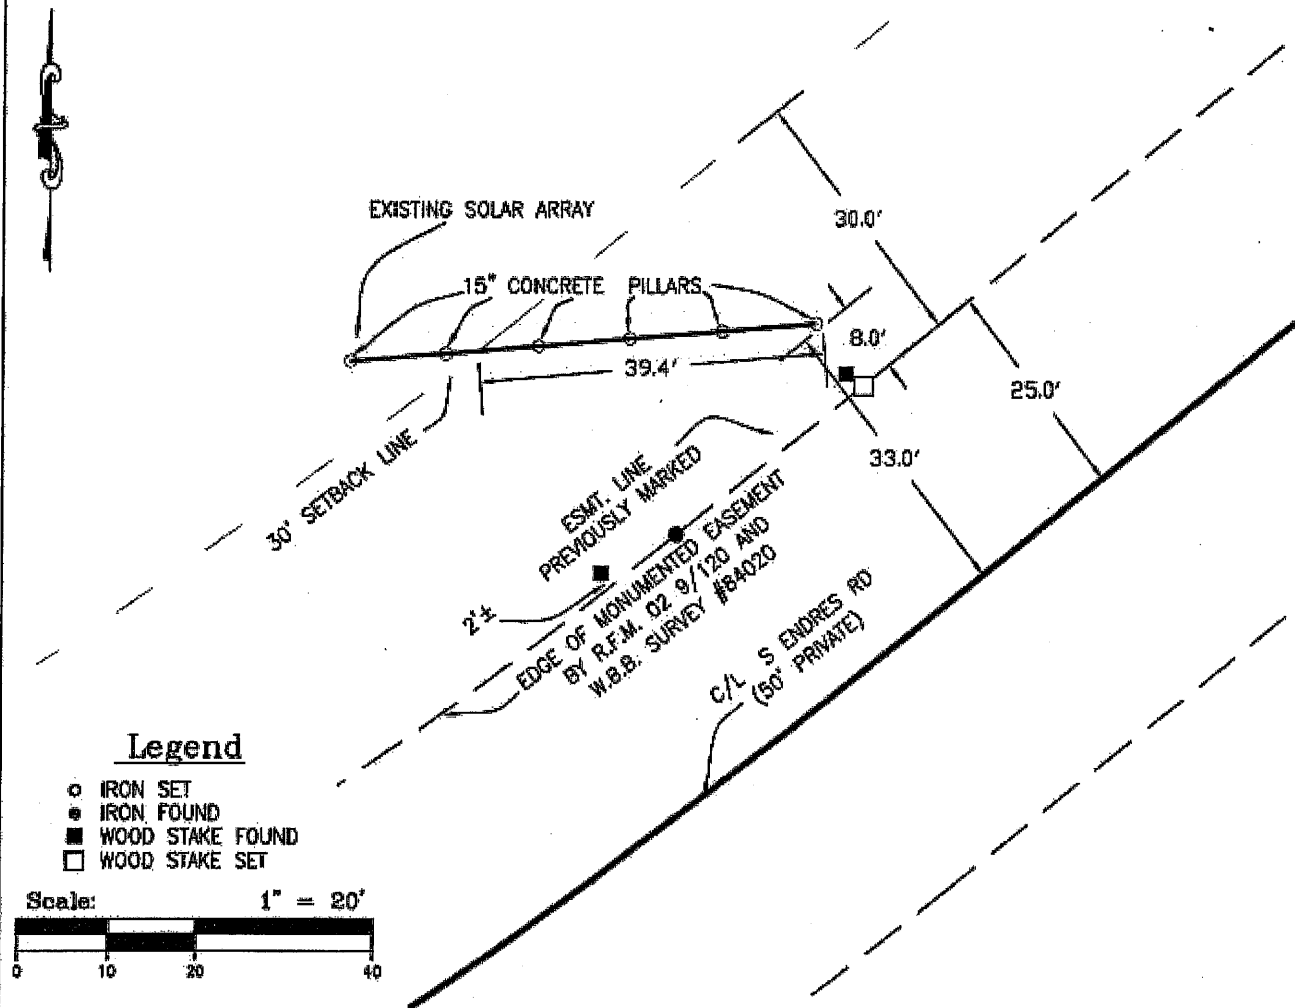 EXISTING SOLAR ARRAY
30.0'
15" CONCRETE PILLARS
8.0'
39.4'
25.0'
33.0'
30' SETBACK LINE
ESMT. LINE
PREVIOUSLY MARKED
2'±
EDGE OF MONUMENTED EASEMENT
BY R.F.M. 02 9/120 AND
W.B.B. SURVEY #84020
C/L S ENDRES RD
(50' PRIVATE)
Legend
IRON SET
IRON FOUND
WOOD STAKE FOUND
WOOD STAKE SET
Scale: 1" = 20'
0 10 20 40